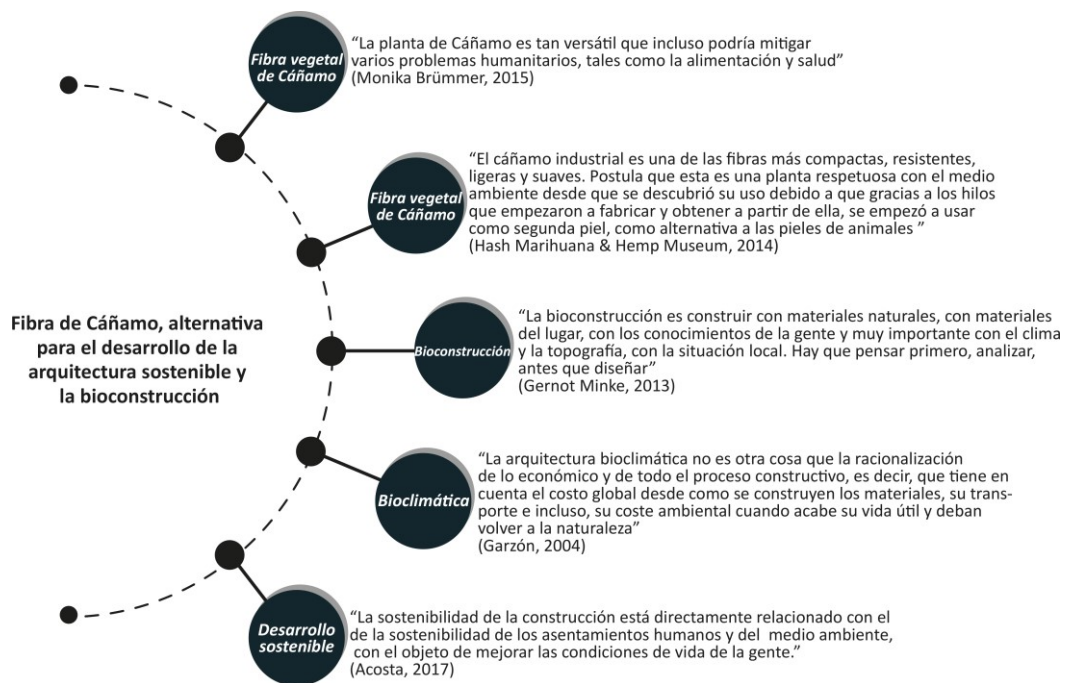 Fibra de Cáñamo, alternativa
para el desarrollo de la
arquitectura sostenible y
la bioconstrucción
Fibra vegetal
de Cáñamo
“La planta de Cáñamo es tan versátil que incluso podría mitigar
varios problemas humanitarios, tales como la alimentación y salud”
(Monika Brümmer, 2015)
Fibra vegetal
de Cáñamo
“El cáñamo industrial es una de las fibras más compactas, resistentes,
ligeras y suaves. Postula que esta es una planta respetuosa con el medio
ambiente desde que se descubrió su uso debido a que gracias a los hilos
que empezaron a fabricar y obtener a partir de ella, se empezó a usar
como segunda piel, como alternativa a las pieles de animales ”
(Hash Marihuana & Hemp Museum, 2014)
Bioconstrucción
“La bioconstrucción es construir con materiales naturales, con materiales
del lugar, con los conocimientos de la gente y muy importante con el clima
y la topografía, con la situación local. Hay que pensar primero, analizar,
antes que diseñar”
(Gernot Minke, 2013)
Bioclimática
“La arquitectura bioclimática no es otra cosa que la racionalización
de lo económico y de todo el proceso constructivo, es decir, que tiene en
cuenta el costo global desde como se construyen los materiales, su trans-
porte e incluso, su coste ambiental cuando acabe su vida útil y deban
volver a la naturaleza”
(Garzón, 2004)
Desarrollo
sostenible
“La sostenibilidad de la construcción está directamente relacionado con el
de la sostenibilidad de los asentamientos humanos y del medio ambiente,
con el objeto de mejorar las condiciones de vida de la gente.”
(Acosta, 2017)